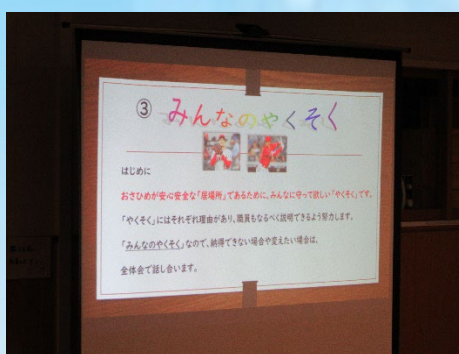 ③ みんなのやくそく
はじめに
おさひめが安心安全な「居場所」であるために、みんなに守って欲しい「やくそく」です。
「やくそく」にはそれぞれ理由があり、職員もなるべく説明できるよう努力します。
「みんなのやくそく」なので、納得できない場合や変えたい場合は、
全体会で話し合います。